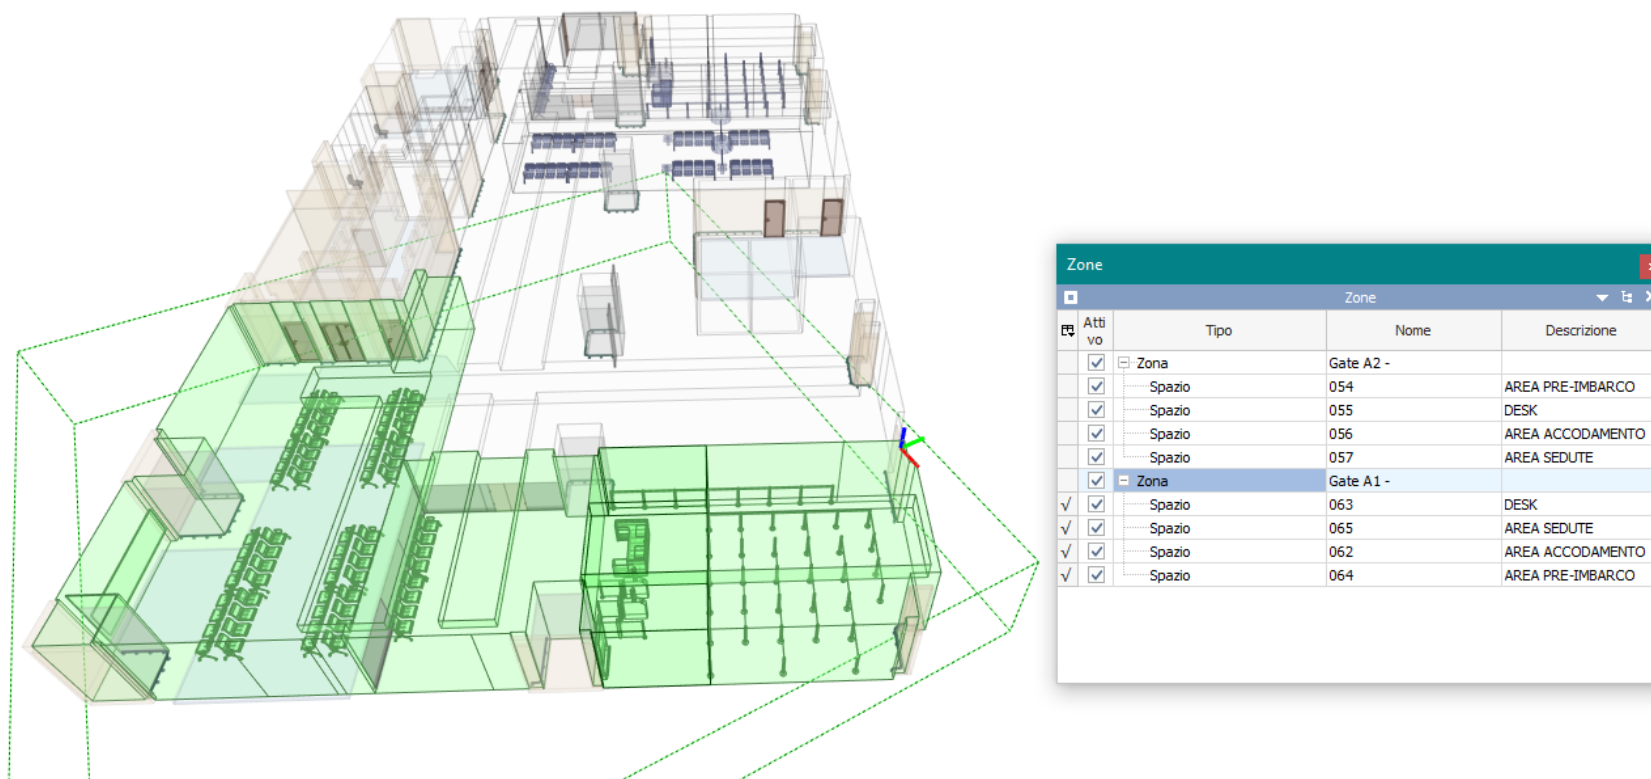 Zone
Zone
Atti
vo
Tipo
Nome
Descrizione
Zona Gate A2 -
Spazio 054 AREA PRE-IMBARCO
Spazio 055 DESK
Spazio 056 AREA ACCODAMENTO
Spazio 057 AREA SEDUTE
Zona Gate A1 -
Spazio 063 DESK
Spazio 065 AREA SEDUTE
Spazio 062 AREA ACCODAMENTO
Spazio 064 AREA PRE-IMBARCO